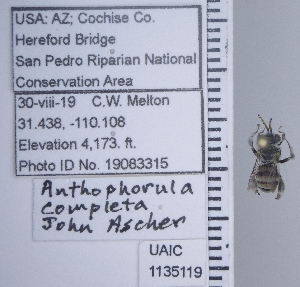 USA: AZ; Cochise Co.
Hereford Bridge
San Pedro Riparian National
Conservation Area
30-viii-19 C.W. Melton
31.438, -110.108
Elevation 4,173. ft.
Photo ID No. 19083315
Anthophorula
completa
John Ascher
UAIC
1135119